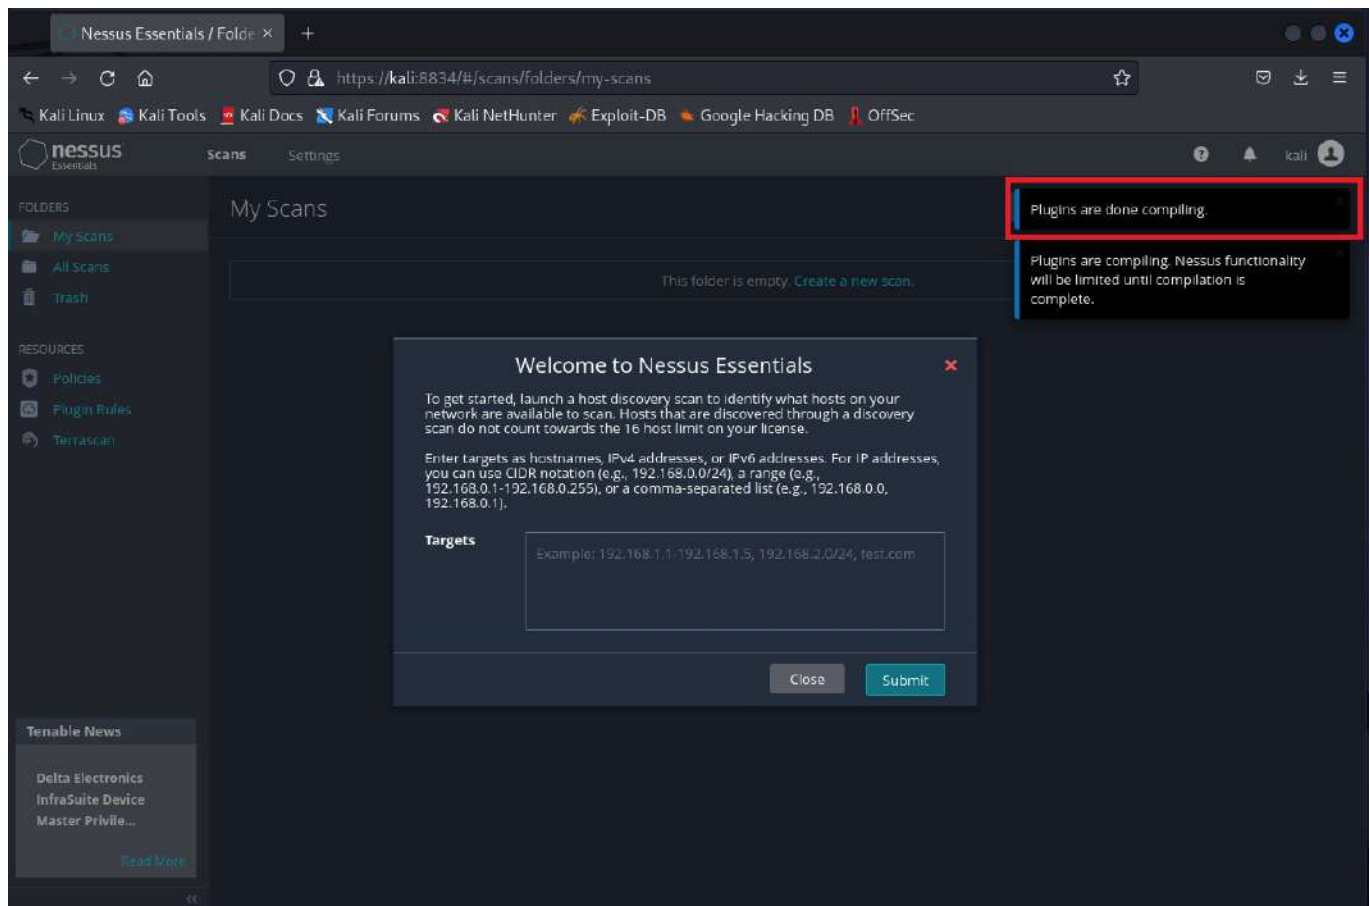 Nessus Essentials / Folde
https://kali:8834/#/scans/folders/my-scans
Kali Linux Kali Tools Kali Docs Kali Forums Kali NetHunter Exploit-DB Google Hacking DB OffSec
nessus
Essentials
Scans Settings
kali
FOLDERS
My Scans
All Scans
Trash
RESOURCES
Policies
Plugin Rules
Terrascan
My Scans
This folder is empty. Create a new scan.
Plugins are done compiling.
Plugins are compiling. Nessus functionality
will be limited until compilation is
complete.
Welcome to Nessus Essentials
To get started, launch a host discovery scan to identify what hosts on your
network are available to scan. Hosts that are discovered through a discovery
scan do not count towards the 16 host limit on your license.
Enter targets as hostnames, IPv4 addresses, or IPv6 addresses. For IP addresses,
you can use CIDR notation (e.g., 192.168.0.0/24), a range (e.g.,
192.168.0.1-192.168.0.255), or a comma-separated list (e.g., 192.168.0.0,
192.168.0.1).
Targets
Example: 192.168.1.1-192.168.1.5, 192.168.2.0/24, test.com
Close Submit
Tenable News
Delta Electronics
InfraSuite Device
Master Privile...
Read More